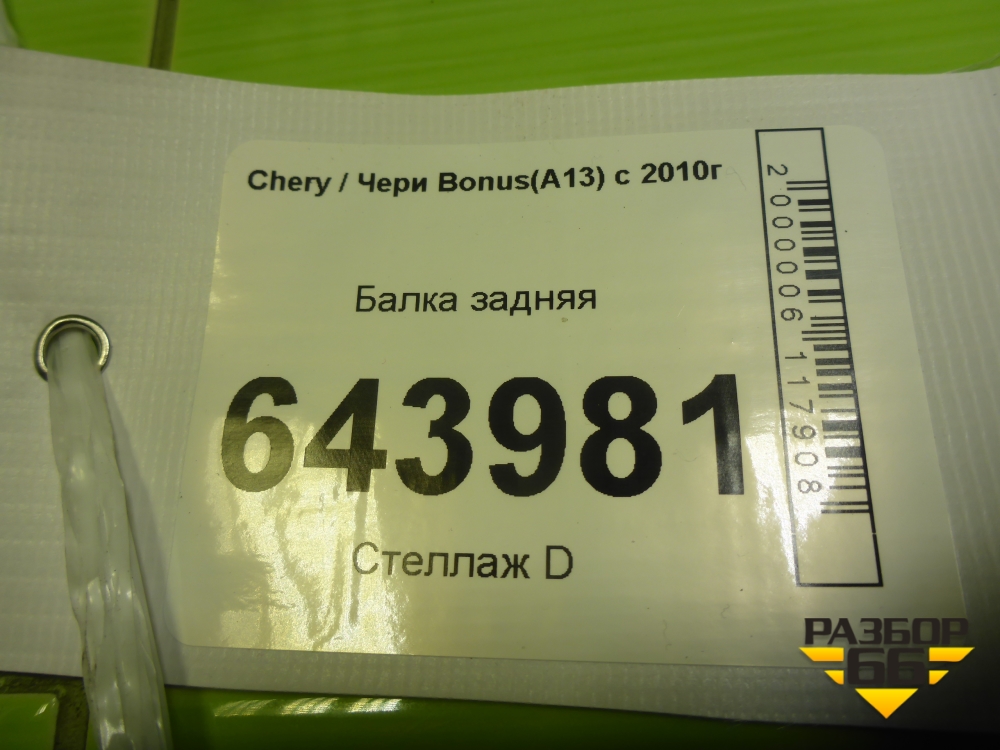 Chery / Чери Bonus(A13) с 2010г
Балка задняя
643981
Стеллаж D
2000006117908
РАЗБОР
66